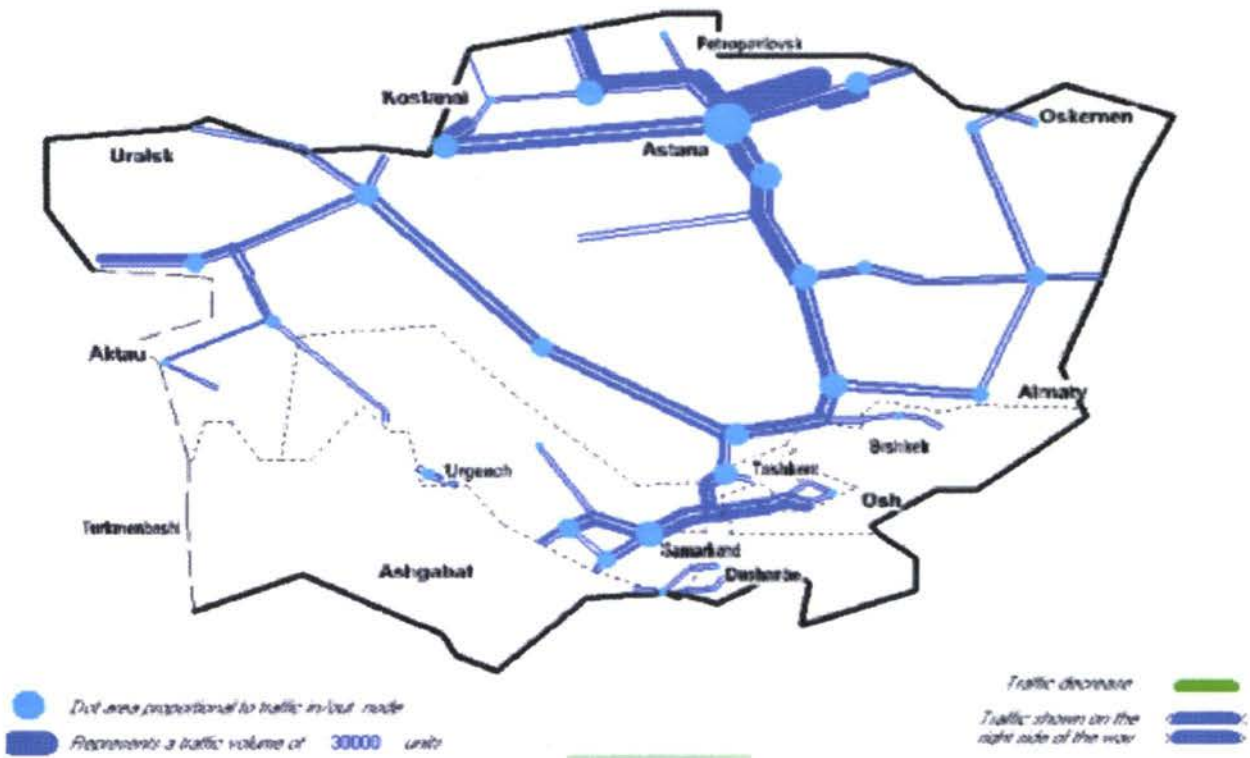 Petropavlovsk
Kostanai
Oskemen
Uralsk
Astana
Aktau
Almaty
Bishkek
Tashkent
Urgench
Osh
Turkmenbashi
Samarkand
Ashgabat
Dushanbe
Traffic decrease
Dot area proportional to traffic in/out node
Traffic shown on the
right side of the way
Represents a traffic volume of 30000 units